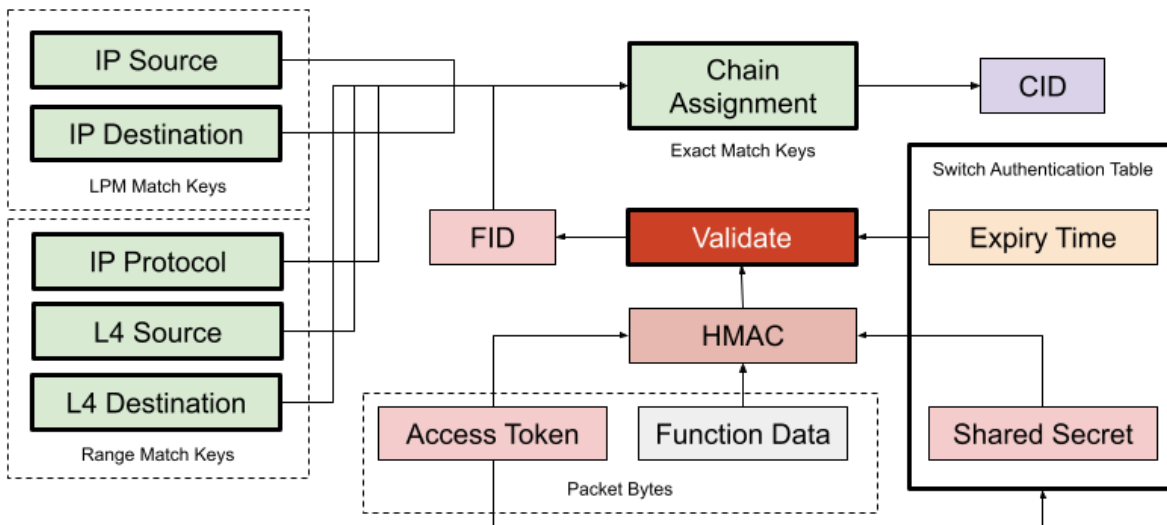 IP Source
IP Destination
LPM Match Keys
IP Protocol
L4 Source
L4 Destination
Range Match Keys
Chain
Assignment
Exact Match Keys
CID
Switch Authentication Table
FID
Validate
Expiry Time
HMAC
Access Token
Function Data
Shared Secret
Packet Bytes